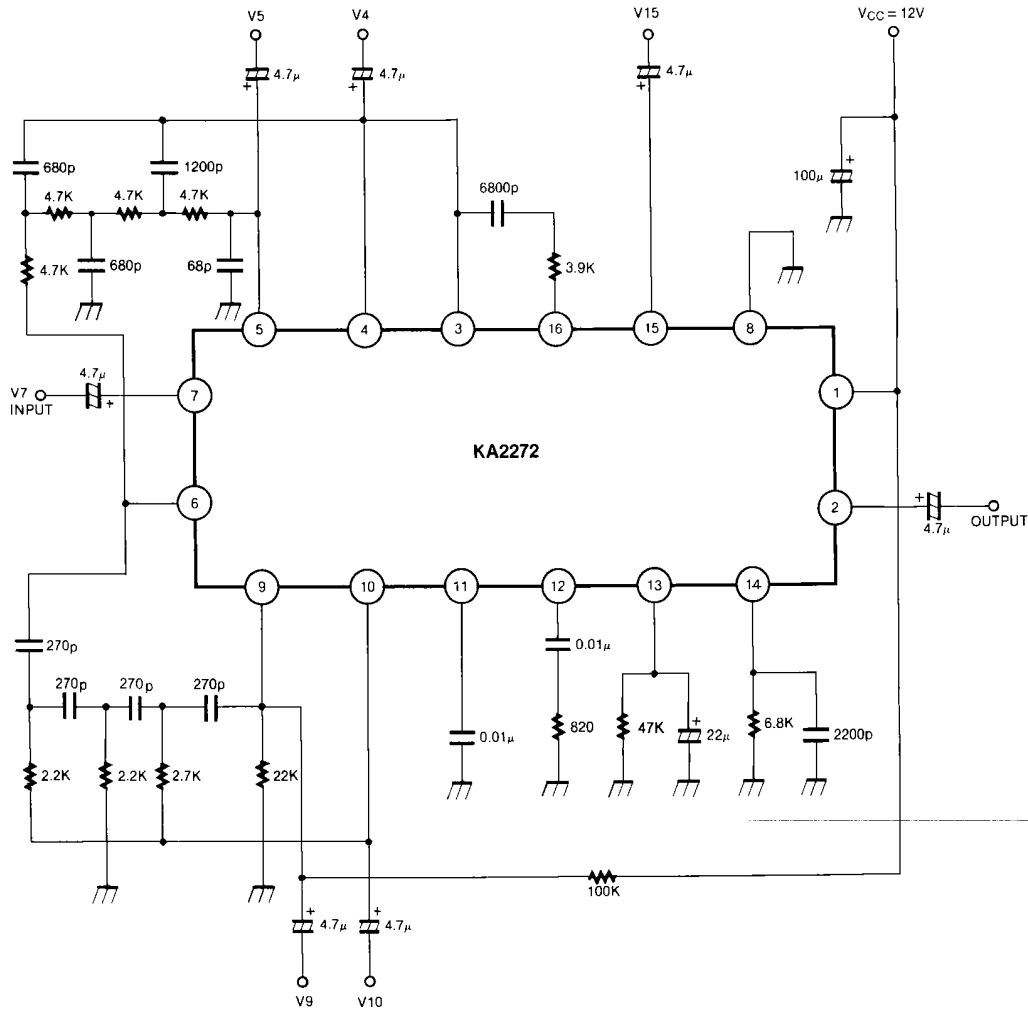 V5
V4
V15
VCC = 12V
4.7µ
+
4.7µ
+
4.7µ
+
680p
1200p
100µ
+
4.7K
4.7K
4.7K
6800p
4.7K
680p
68p
3.9K
5
4
3
16
15
8
4.7µ
+
V7
INPUT
7
1
KA2272
6
2
+
4.7µ
OUTPUT
9
10
11
12
13
14
270p
0.01µ
270p
270p
270p
2.2K
2.2K
2.7K
22K
0.01µ
820
47K
+
22µ
6.8K
2200p
100K
+
4.7µ
+
4.7µ
V9
V10